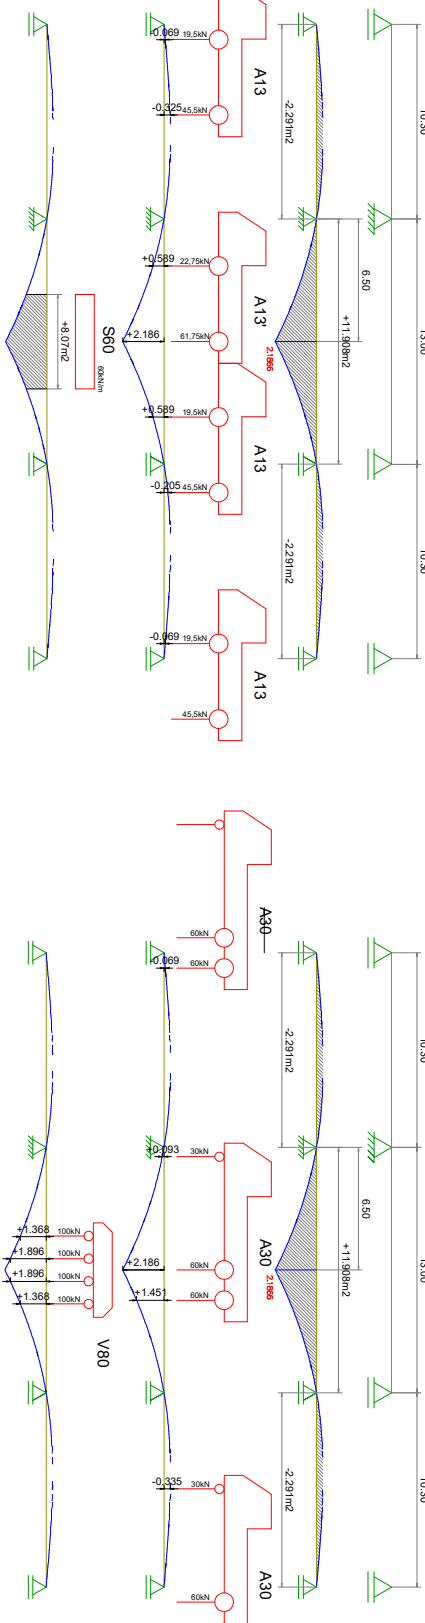 -0.069
19,5kN
A13
-0.325
45,5kN
-2.291m2
6.50
+11.908m2
+0.589
22,75kN
A13'
+2.186
61,75kN
2.1866
S60
60kN/m
+8.07m2
+0.589
19,5kN
A13
-0.205
45,5kN
-2.291m2
-0.069
19,5kN
A13
45,5kN
A30
60kN
-0.069
60kN
-2.291m2
+0.093
30kN
6.50
+11.908m2
A30
+2.186
60kN
2.1866
+1.451
60kN
+1.368
100kN
+1.896
100kN
+1.896
100kN
+1.368
100kN
V80
-2.291m2
-0.335
30kN
A30
60kN